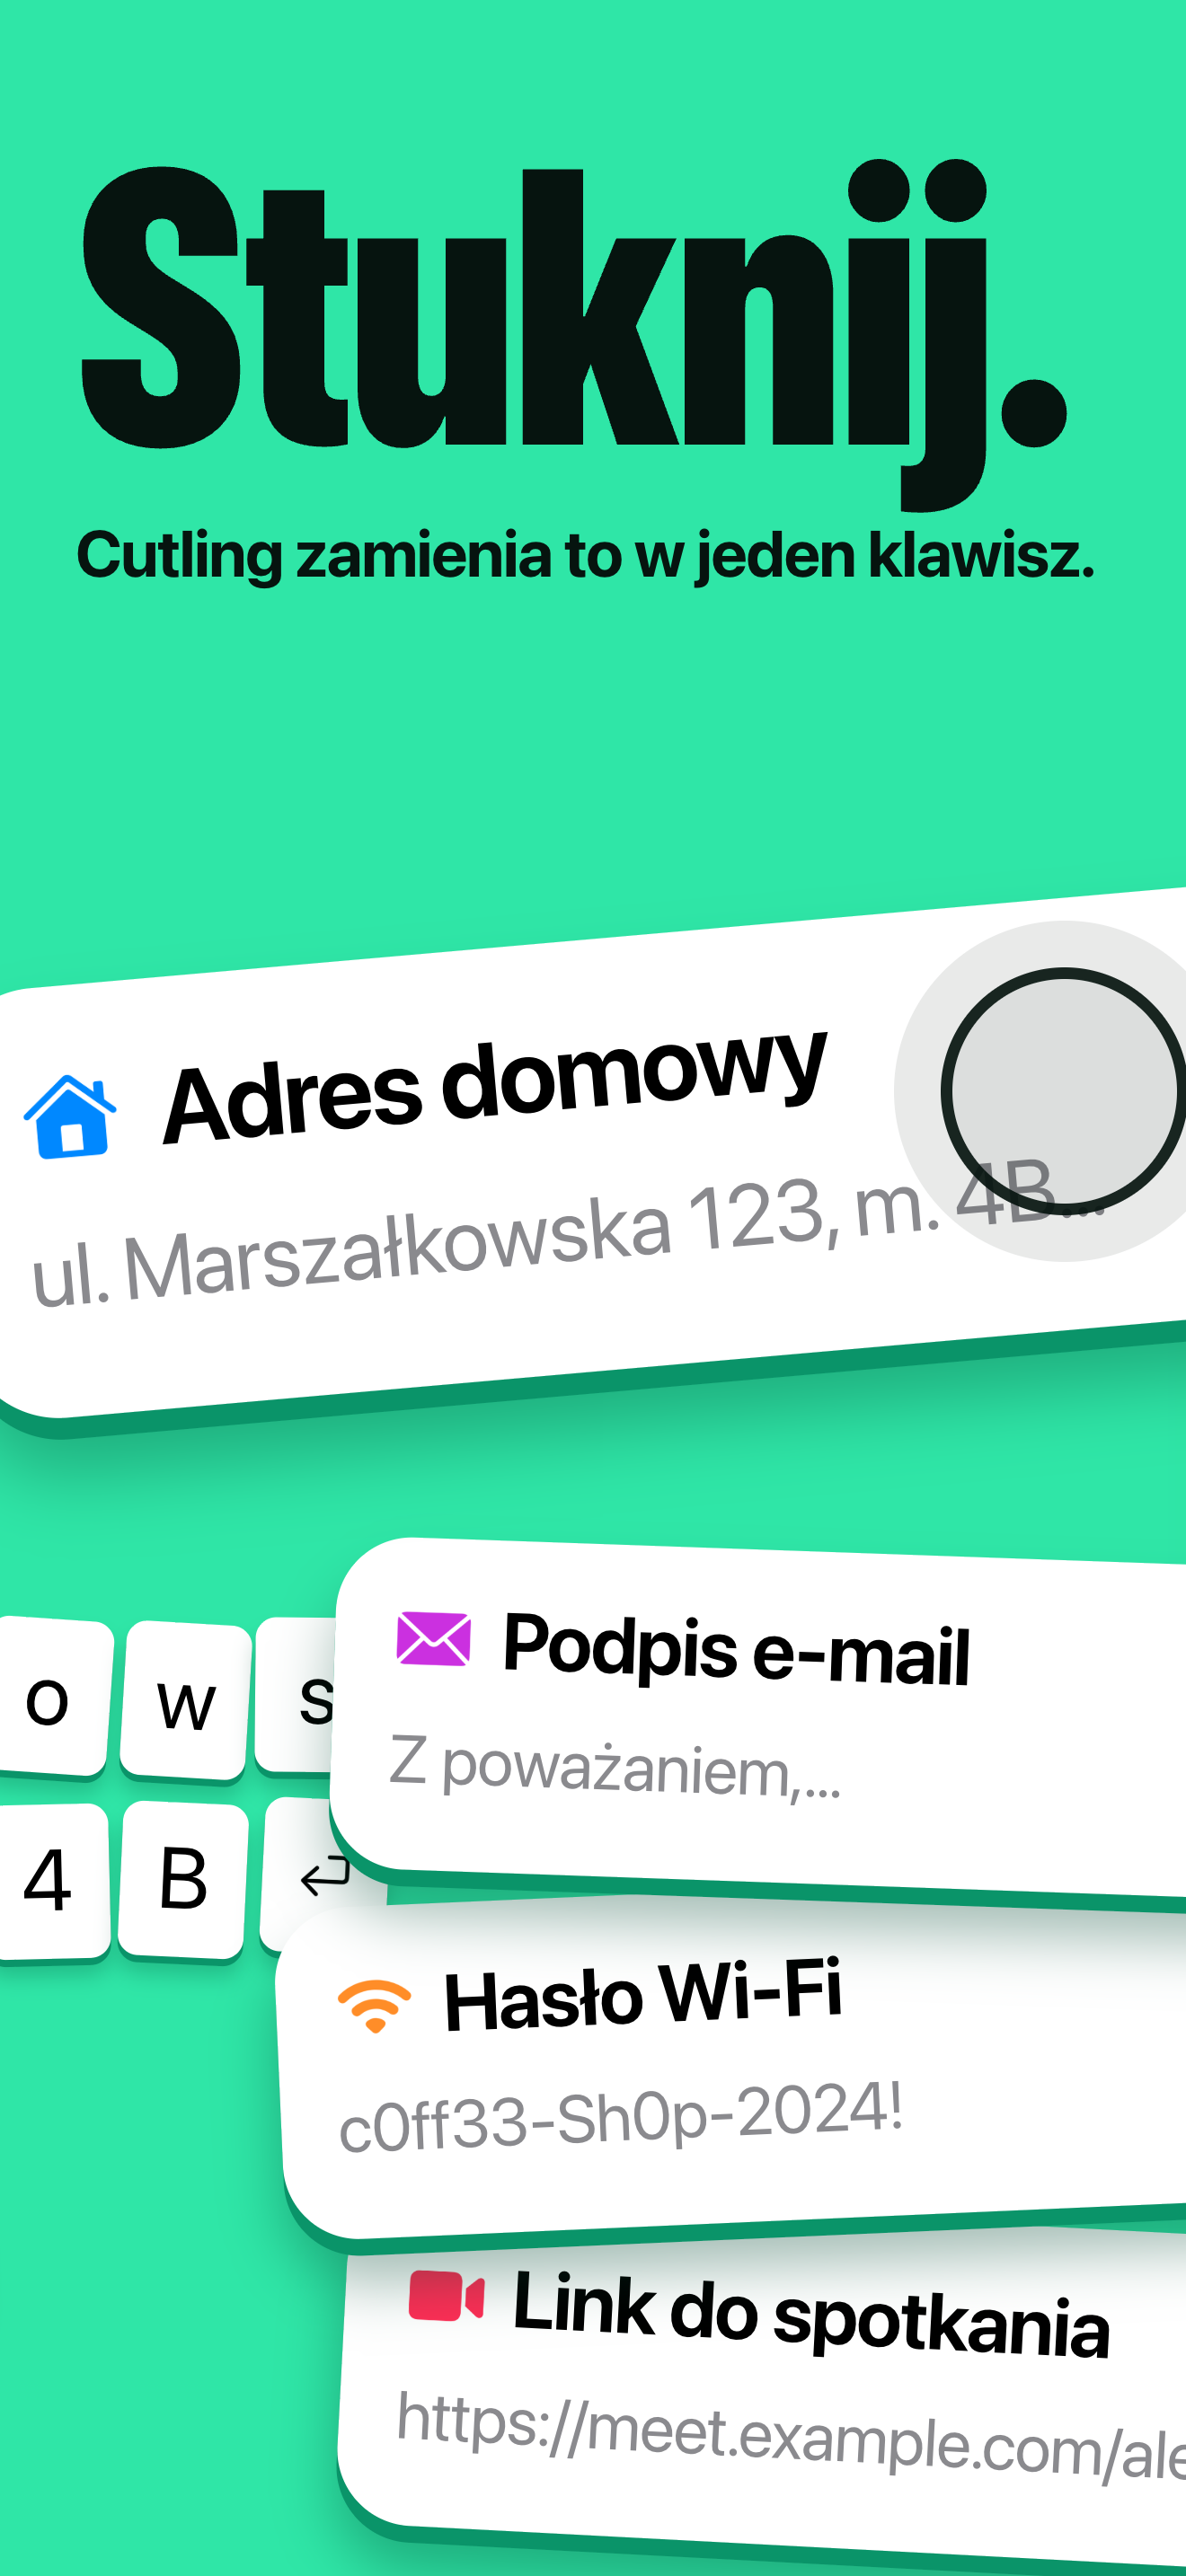 Stuknij.
Cutling zamienia to w jeden klawisz.
Adres domowy
ul. Marszałkowska 123, m. 4B...
o w s
Podpis e-mail
Z poważaniem,...
4 B
Hasło Wi-Fi
c0ff33-Sh0p-2024!
Link do spotkania
https://meet.example.com/ale